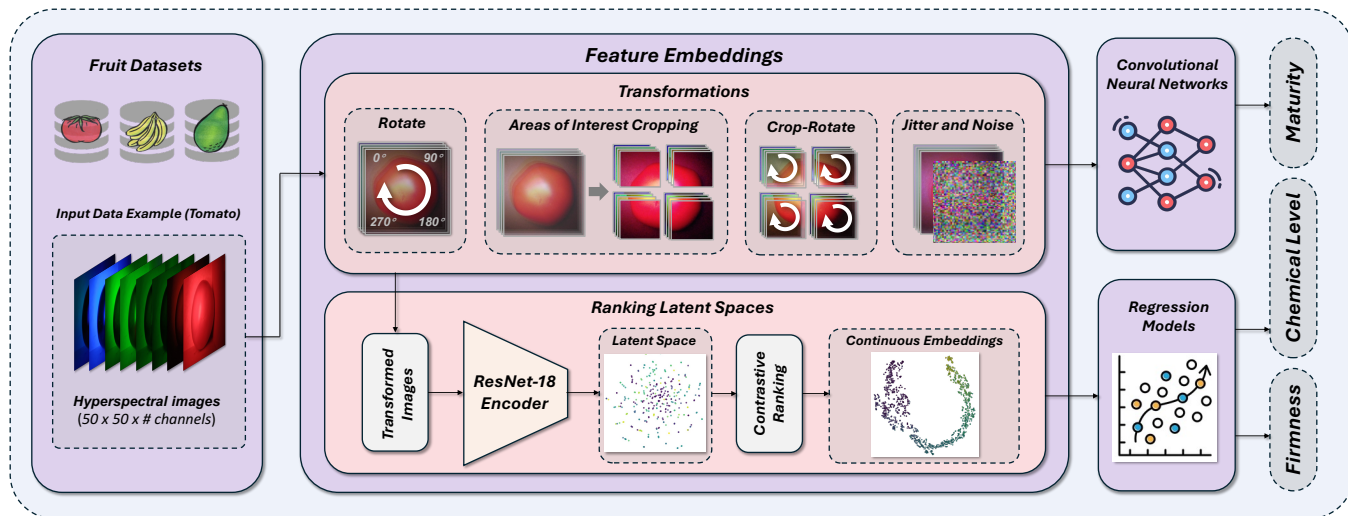 Fruit Datasets
Input Data Example (Tomato)
Hyperspectral images
(50 x 50 x # channels)
Feature Embeddings
Transformations
Rotate
0°
90°
270°
180°
Areas of Interest Cropping
Crop-Rotate
Jitter and Noise
Ranking Latent Spaces
Transformed
Images
ResNet-18
Encoder
Latent Space
Contrastive
Ranking
Continuous Embeddings
Convolutional
Neural Networks
Regression
Models
Maturity
Chemical Level
Firmness